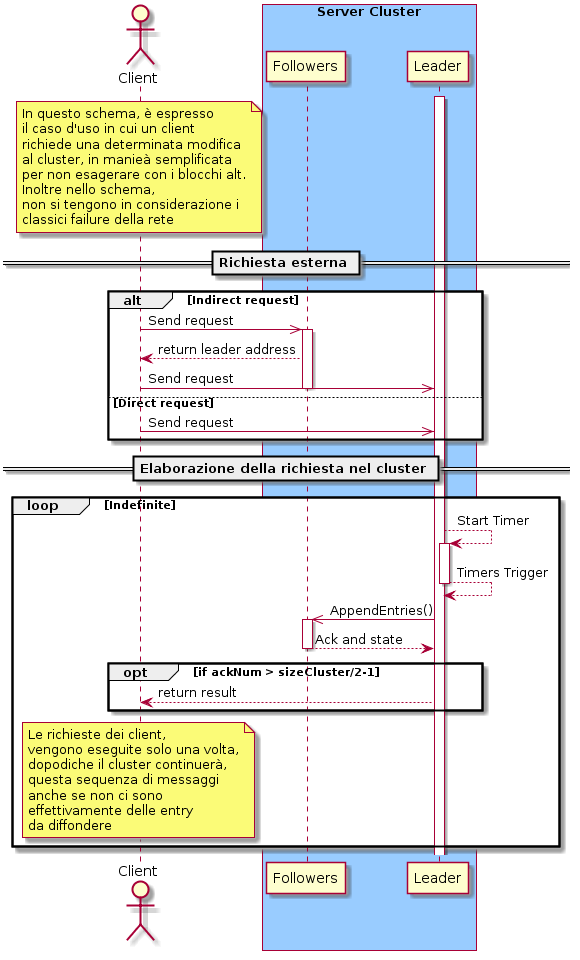 Server Cluster
Followers
Leader
Client
In questo schema, è espresso
il caso d'uso in cui un client
richiede una determinata modifica
al cluster, in manieà semplificata
per non esagerare con i blocchi alt.
Inoltre nello schema,
non si tengono in considerazione i
classici failure della rete
Richiesta esterna
alt
[Indirect request]
Send request
return leader address
Send request
[Direct request]
Send request
Elaborazione della richiesta nel cluster
loop
[Indefinite]
Start Timer
Timers Trigger
AppendEntries()
Ack and state
opt
[if ackNum > sizeCluster/2-1]
return result
Le richieste dei client,
vengono eseguite solo una volta,
dopodiche il cluster continuerà,
questa sequenza di messaggi
anche se non ci sono
effettivamente delle entry
da diffondere
Client
Followers
Leader